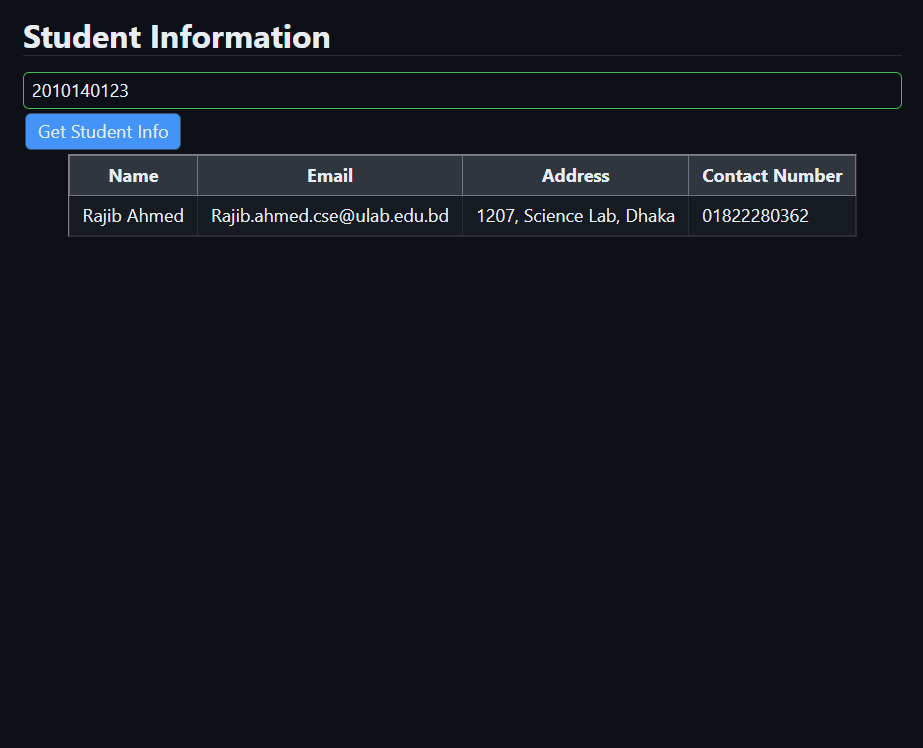 Student Information
2010140123
Get Student Info
Name Email Address Contact Number
Rajib Ahmed Rajib.ahmed.cse@ulab.edu.bd 1207, Science Lab, Dhaka 01822280362